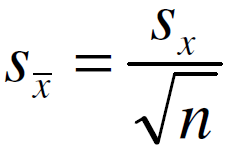 s_x̅ = s_x / √n